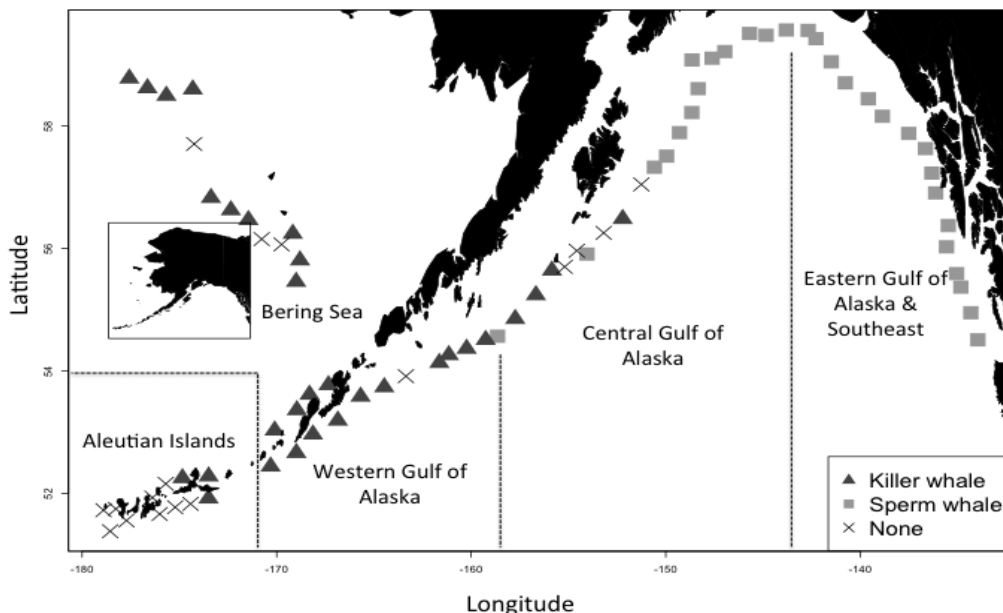 58
56
54
52
Latitude
Bering Sea
Eastern Gulf of
Alaska &
Southeast
Central Gulf of
Alaska
Aleutian Islands
Western Gulf of
Alaska
Killer whale
Sperm whale
None
-180
-170
-160
-150
-140
Longitude